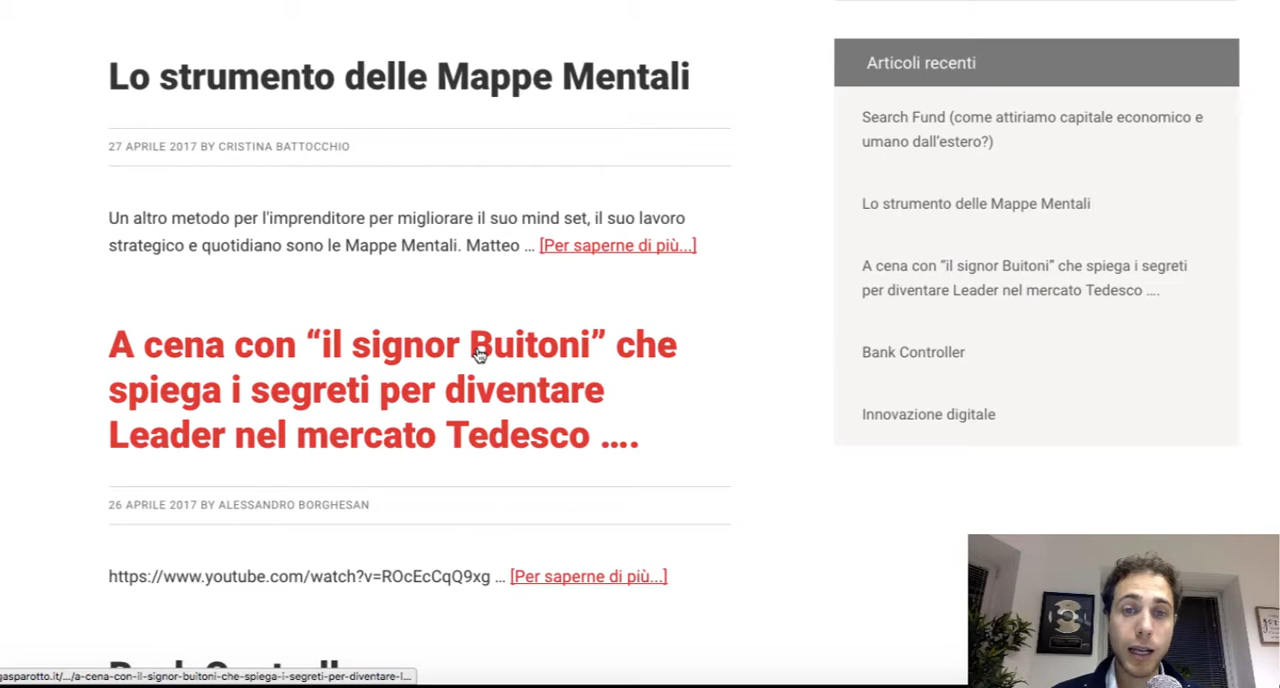 Lo strumento delle Mappe Mentali
27 APRILE 2017 BY CRISTINA BATTOCCHIO
Un altro metodo per l'imprenditore per migliorare il suo mind set, il suo lavoro
strategico e quotidiano sono le Mappe Mentali. Matteo ... [Per saperne di più...]
A cena con “il signor Buitoni” che
spiega i segreti per diventare
Leader nel mercato Tedesco ….
26 APRILE 2017 BY ALESSANDRO BORGHESAN
https://www.youtube.com/watch?v=ROcEcCqQ9xg ... [Per saperne di più...]
gasparotto.it/.../a-cena-con-il-signor-buitoni-che-spiega-i-segreti-per-diventare-l...
Articoli recenti
Search Fund (come attiriamo capitale economico e
umano dall’estero?)
Lo strumento delle Mappe Mentali
A cena con “il signor Buitoni” che spiega i segreti
per diventare Leader nel mercato Tedesco ….
Bank Controller
Innovazione digitale